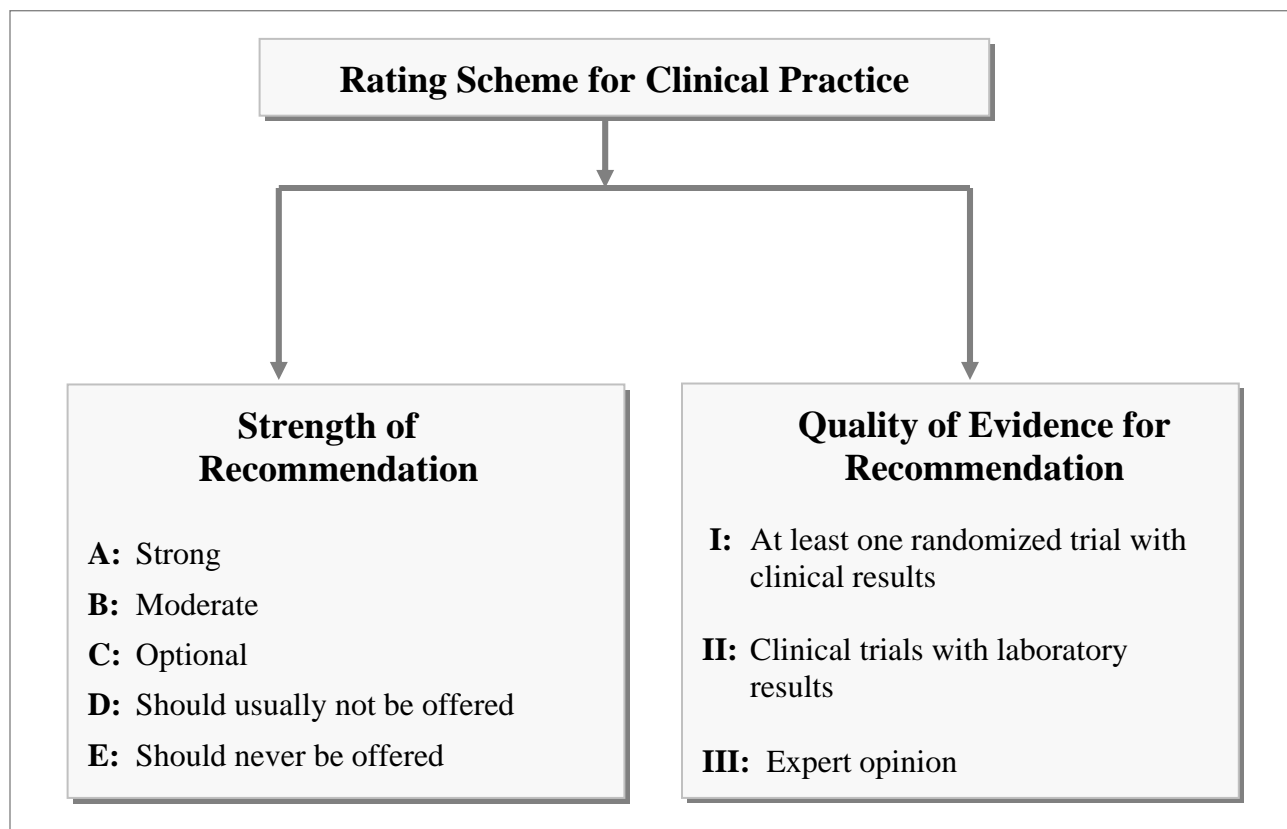 Rating Scheme for Clinical Practice
Strength of
Recommendation
A: Strong
B: Moderate
C: Optional
D: Should usually not be offered
E: Should never be offered
Quality of Evidence for
Recommendation
I: At least one randomized trial with
clinical results
II: Clinical trials with laboratory
results
III: Expert opinion